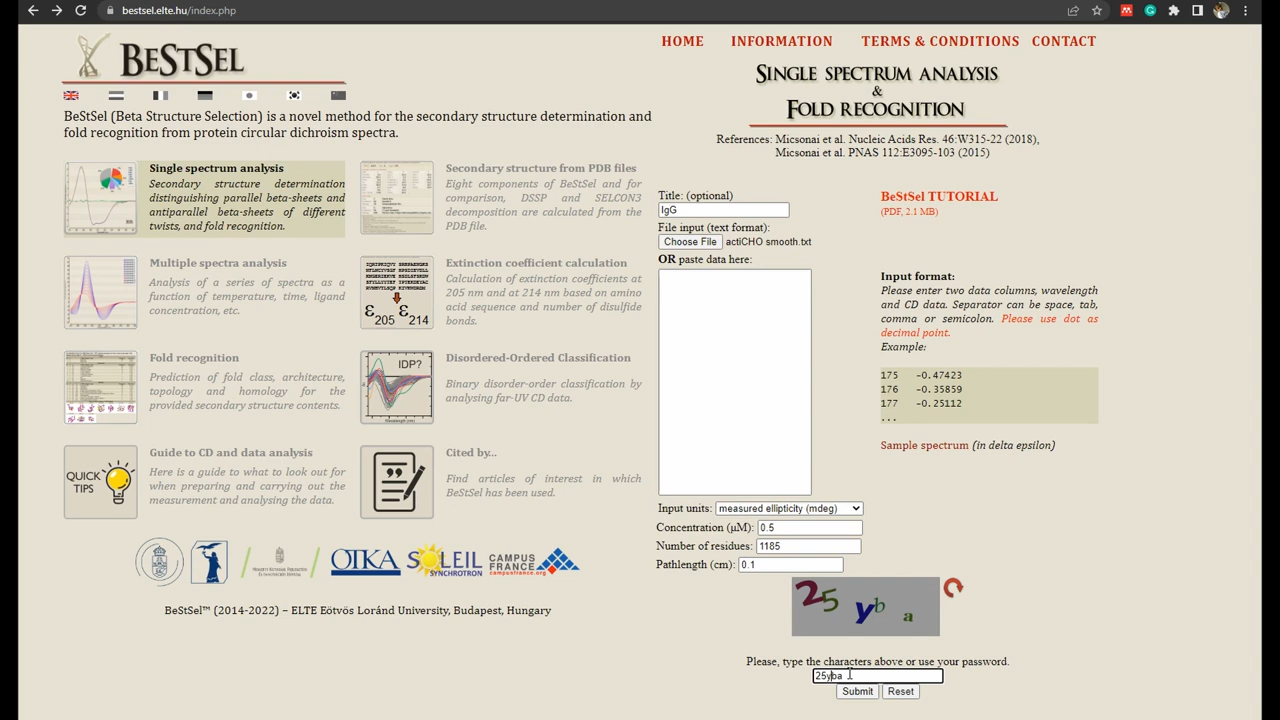 bestsel.elte.hu/index.php
BESTSEL
HOME INFORMATION TERMS & CONDITIONS CONTACT
SINGLE SPECTRUM ANALYSIS
&
FOLD RECOGNITION
References: Micsonai et al. Nucleic Acids Res. 46:W315-22 (2018),
Micsonai et al. PNAS 112:E3095-103 (2015)
BeStSel (Beta Structure Selection) is a novel method for the secondary structure determination and
fold recognition from protein circular dichroism spectra.
Single spectrum analysis
Secondary structure determination
distinguishing parallel beta-sheets and
antiparallel beta-sheets of different
twists, and fold recognition.
Secondary structure from PDB files
Eight components of BeStSel and for
comparison, DSSP and SELCON3
decomposition are calculated from the
PDB file.
Multiple spectra analysis
Analysis of a series of spectra as a
function of temperature, time, ligand
concentration, etc.
Extinction coefficient calculation
Calculation of extinction coefficients at
205 nm and at 214 nm based on amino
acid sequence and number of disulfide
bonds.
ε205 ε214
Fold recognition
Prediction of fold class, architecture,
topology and homology for the
provided secondary structure contents.
Disordered-Ordered Classification
Binary disorder-order classification by
analysing far-UV CD data.
IDP?
Guide to CD and data analysis
Here is a guide to what to look out for
when preparing and carrying out the
measurement and analysing the data.
QUICK
TIPS
Cited by...
Find articles of interest in which
BeStSel has been used.
OTKA
SOLEIL
SYNCHROTRON
CAMPUS
FRANCE
campusfrance.org
BeStSel™ (2014-2022) – ELTE Eötvös Loránd University, Budapest, Hungary
Title: (optional)
IgG
File input (text format):
Choose File actiCHO smooth.txt
OR paste data here:
BeStSel TUTORIAL
(PDF, 2.1 MB)
Input format:
Please enter two data columns, wavelength
and CD data. Separator can be space, tab,
comma or semicolon. Please use dot as
decimal point.
Example:
175 -0.47423
176 -0.35859
177 -0.25112
...
Sample spectrum (in delta epsilon)
Input units: measured ellipticity (mdeg)
Concentration (µM): 0.5
Number of residues: 1185
Pathlength (cm): 0.1
25 yb a
Please, type the characters above or use your password.
25yba
Submit Reset